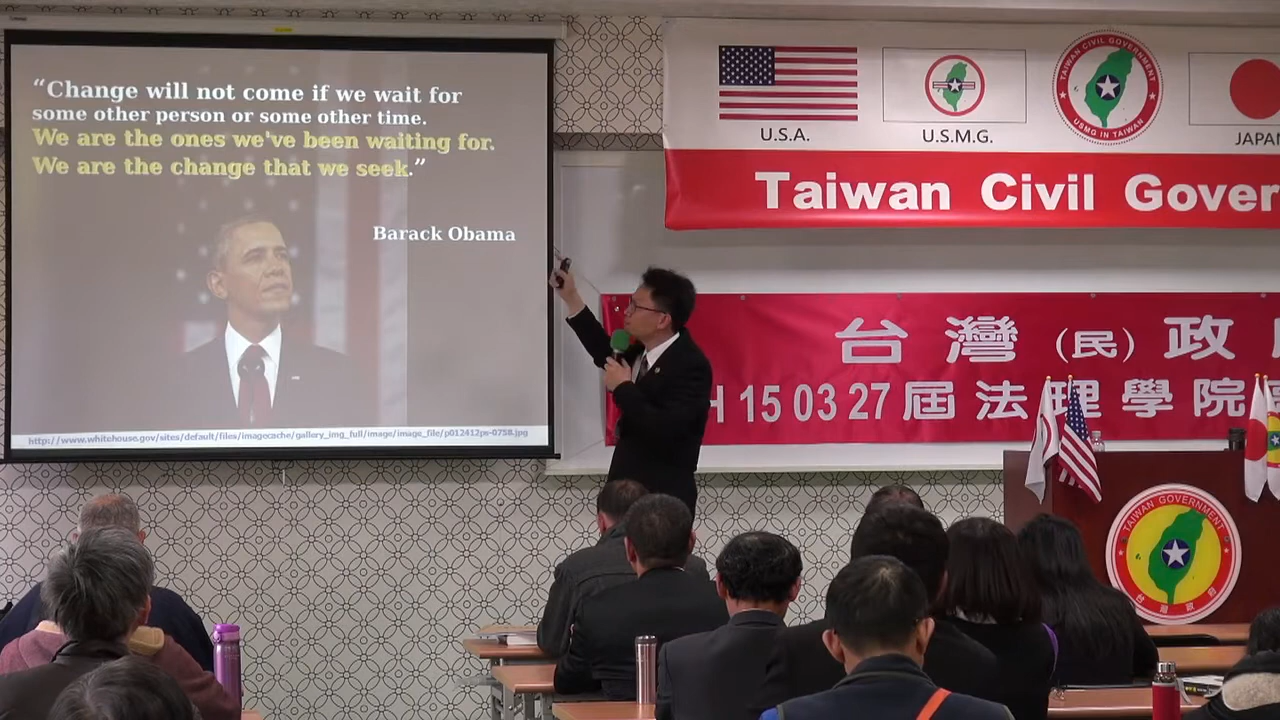 “Change will not come if we wait for
some other person or some other time.
We are the ones we've been waiting for.
We are the change that we seek.”
Barack Obama
http://www.whitehouse.gov/sites/default/files/imagecache/gallery_img_full/image/image_file/p012412ps-0758.jpg
U.S.A.
U.S.M.G.
TAIWAN CIVIL GOVERNMENT
USMG IN TAIWAN
JAPAN
Taiwan Civil Gover
台灣(民)政
15 03 27 屆法理學院
TAIWAN GOVERNMENT
台灣政府